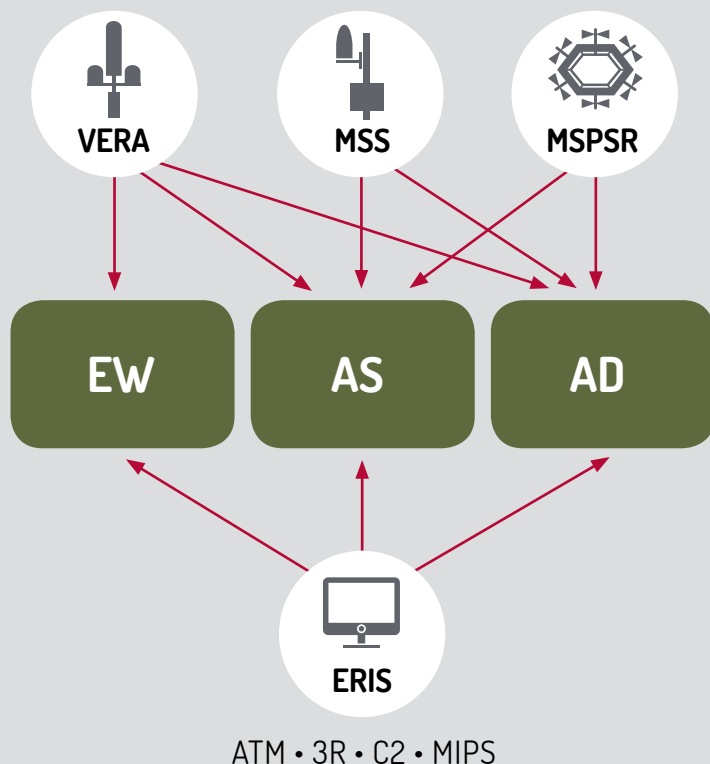 VERA MSS MSPSR
EW AS AD
ERIS
ATM • 3R • C2 • MIPS